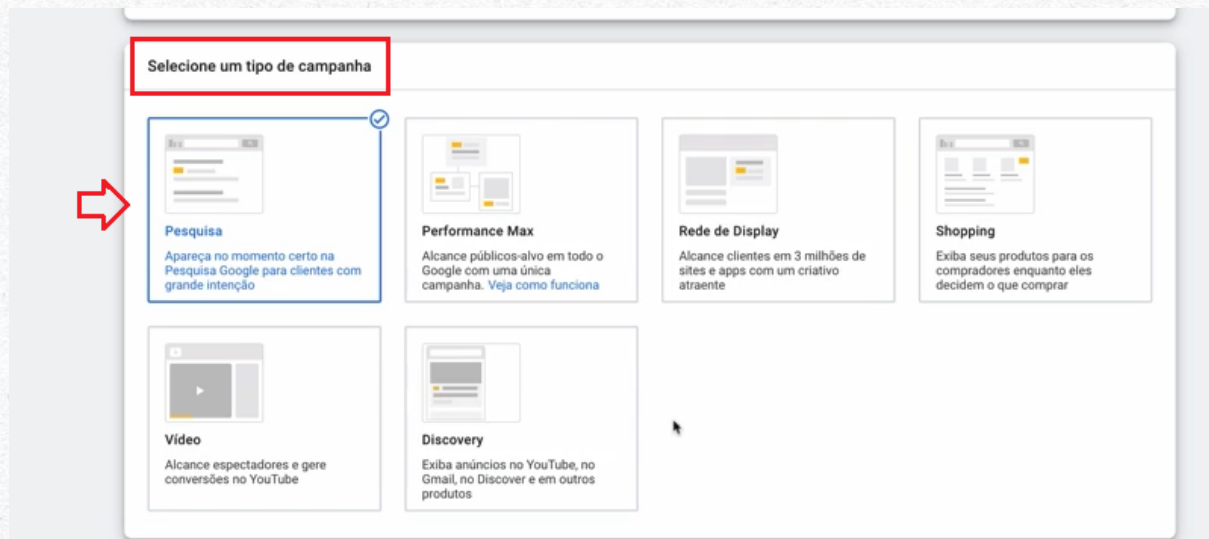 Selecione um tipo de campanha
Pesquisa
Apareça no momento certo na
Pesquisa Google para clientes com
grande intenção
Performance Max
Alcance públicos-alvo em todo o
Google com uma única
campanha. Veja como funciona
Rede de Display
Alcance clientes em 3 milhões de
sites e apps com um criativo
atraente
Shopping
Exiba seus produtos para os
compradores enquanto eles
decidem o que comprar
Vídeo
Alcance espectadores e gere
conversões no YouTube
Discovery
Exiba anúncios no YouTube, no
Gmail, no Discover e em outros
produtos